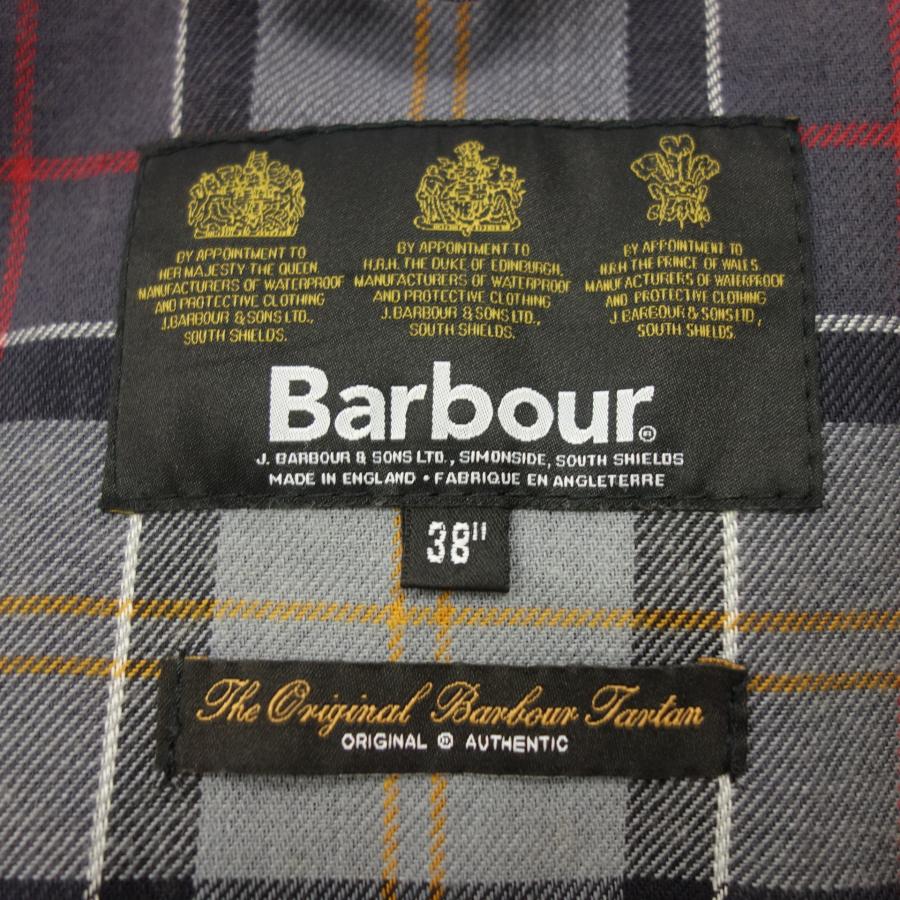 BY APPOINTMENT TO
HER MAJESTY THE QUEEN
MANUFACTURERS OF WATERPROOF
AND PROTECTIVE CLOTHING
J.BARBOUR & SONS LTD.,
SOUTH SHIELDS.
BY APPOINTMENT TO
H.R.H. THE DUKE OF EDINBURGH,
MANUFACTURERS OF WATERPROOF
AND PROTECTIVE CLOTHING
J.BARBOUR & SONS LTD.,
SOUTH SHIELDS.
BY APPOINTMENT TO
H.R.H THE PRINCE OF WALES
MANUFACTURERS OF WATERPROOF
AND PROTECTIVE CLOTHING
J BARBOUR & SONS LTD,
SOUTH SHIELDS.
Barbour®
J. BARBOUR & SONS LTD., SIMONSIDE, SOUTH SHIELDS
MADE IN ENGLAND • FABRIQUE EN ANGLETERRE
38"
The Original Barbour Tartan
ORIGINAL AUTHENTIC